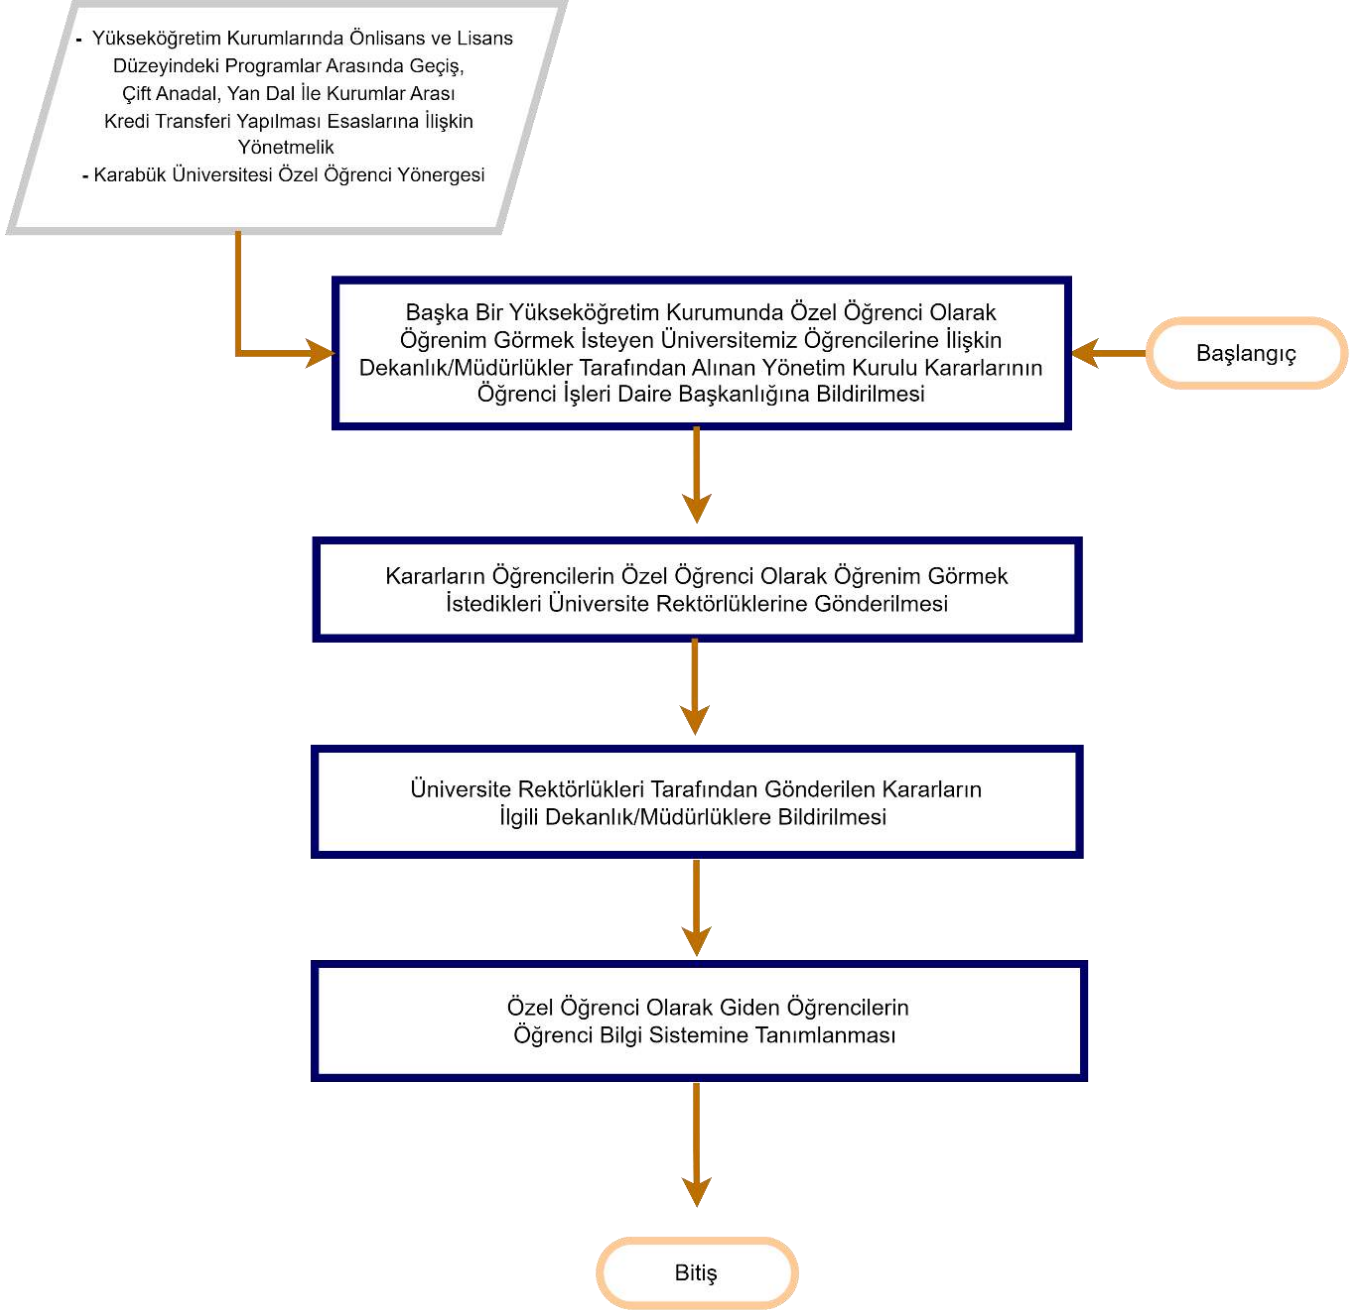 - Yükseköğretim Kurumlarında Önlisans ve Lisans
Düzeyindeki Programlar Arasında Geçiş,
Çift Anadal, Yan Dal İle Kurumlar Arası
Kredi Transferi Yapılması Esaslarına İlişkin
Yönetmelik
- Karabük Üniversitesi Özel Öğrenci Yönergesi
Başka Bir Yükseköğretim Kurumunda Özel Öğrenci Olarak
Öğrenim Görmek İsteyen Üniversitemiz Öğrencilerine İlişkin
Dekanlık/Müdürlükler Tarafından Alınan Yönetim Kurulu Kararlarının
Öğrenci İşleri Daire Başkanlığına Bildirilmesi
Başlangıç
Kararların Öğrencilerin Özel Öğrenci Olarak Öğrenim Görmek
İstedikleri Üniversite Rektörlüklerine Gönderilmesi
Üniversite Rektörlükleri Tarafından Gönderilen Kararların
İlgili Dekanlık/Müdürlüklere Bildirilmesi
Özel Öğrenci Olarak Giden Öğrencilerin
Öğrenci Bilgi Sistemine Tanımlanması
Bitiş